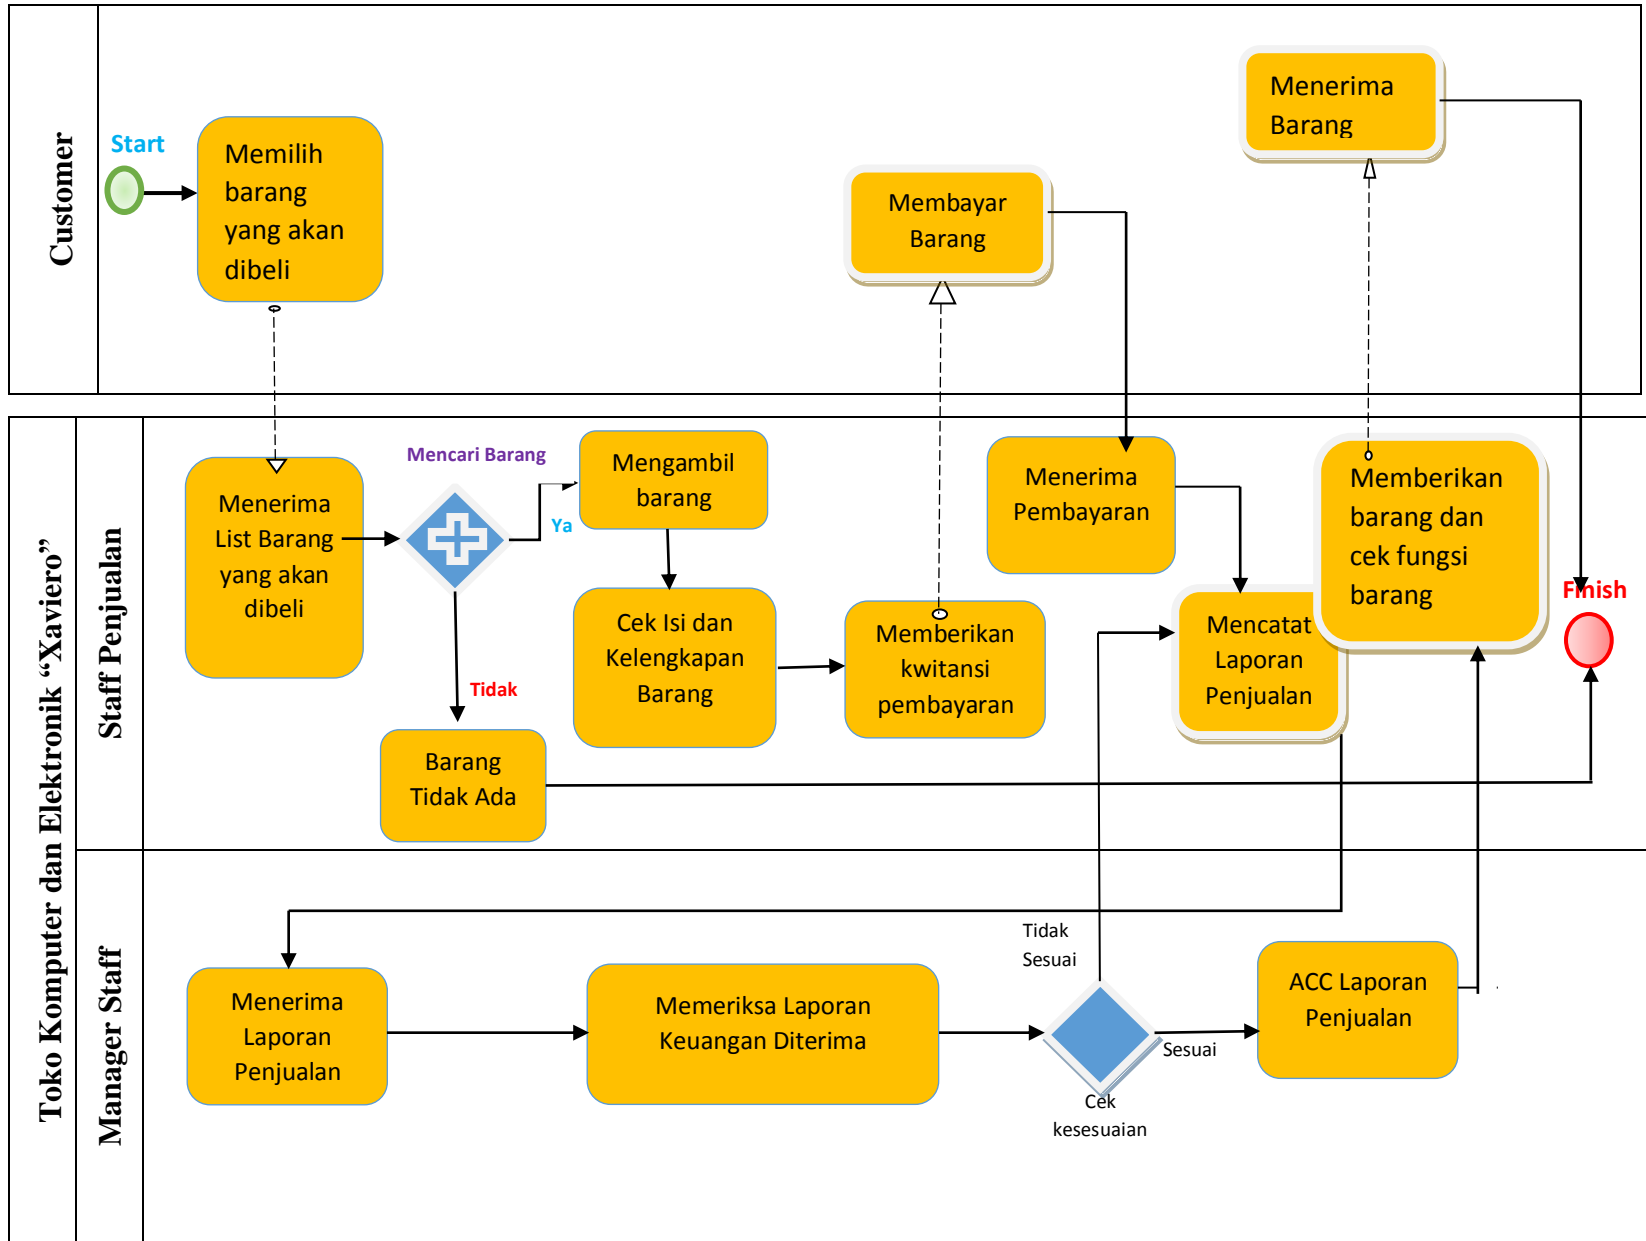 Customer
Start
Memilih
barang
yang akan
dibeli
Membayar
Barang
Menerima
Barang
Toko Komputer dan Elektronik “Xaviero”
Staff Penjualan
Menerima
List Barang
yang akan
dibeli
Mencari Barang
Ya
Tidak
Mengambil
barang
Cek Isi dan
Kelengkapan
Barang
Barang
Tidak Ada
Memberikan
kwitansi
pembayaran
Menerima
Pembayaran
Mencatat
Laporan
Penjualan
Memberikan
barang dan
cek fungsi
barang
Finish
Manager Staff
Menerima
Laporan
Penjualan
Memeriksa Laporan
Keuangan Diterima
Tidak
Sesuai
Cek
kesesuaian
Sesuai
ACC Laporan
Penjualan